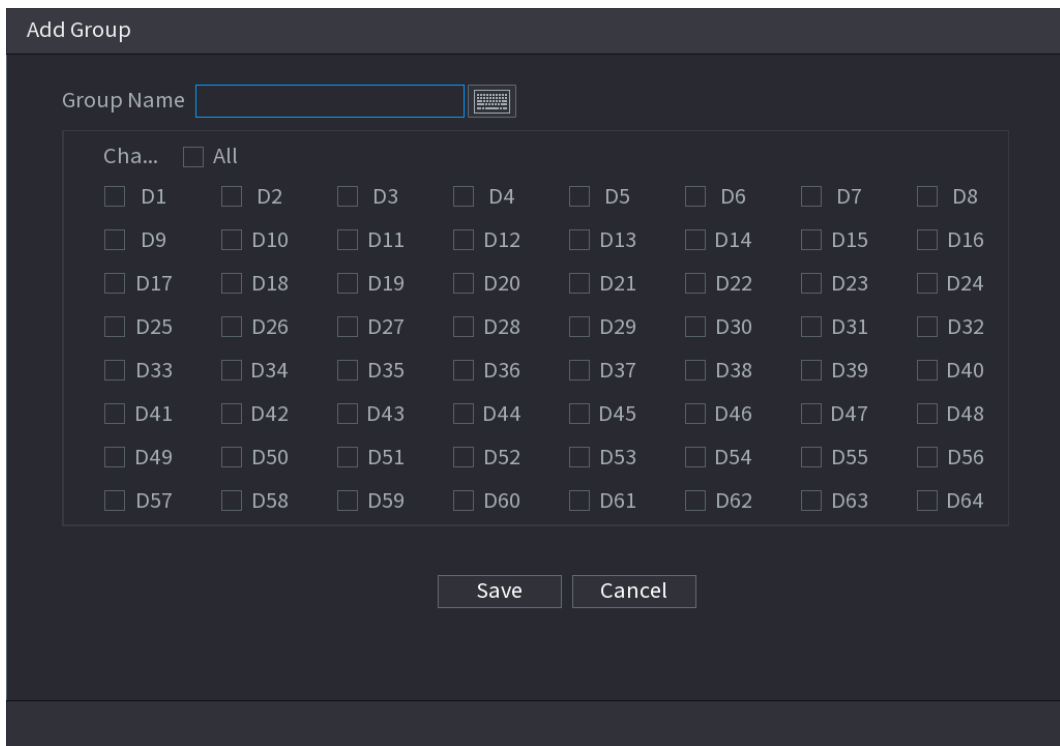 Add Group
Group Name
Cha... All
D1 D2 D3 D4 D5 D6 D7 D8
D9 D10 D11 D12 D13 D14 D15 D16
D17 D18 D19 D20 D21 D22 D23 D24
D25 D26 D27 D28 D29 D30 D31 D32
D33 D34 D35 D36 D37 D38 D39 D40
D41 D42 D43 D44 D45 D46 D47 D48
D49 D50 D51 D52 D53 D54 D55 D56
D57 D58 D59 D60 D61 D62 D63 D64
Save Cancel